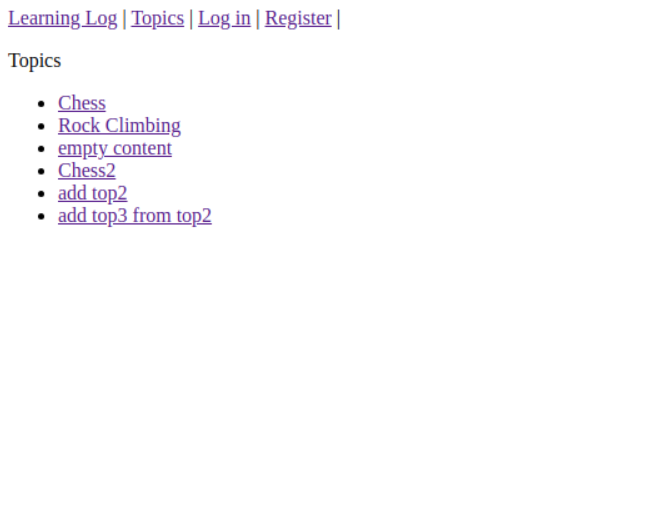 Learning Log | Topics | Log in | Register |
Topics
Chess
Rock Climbing
empty content
Chess2
add top2
add top3 from top2